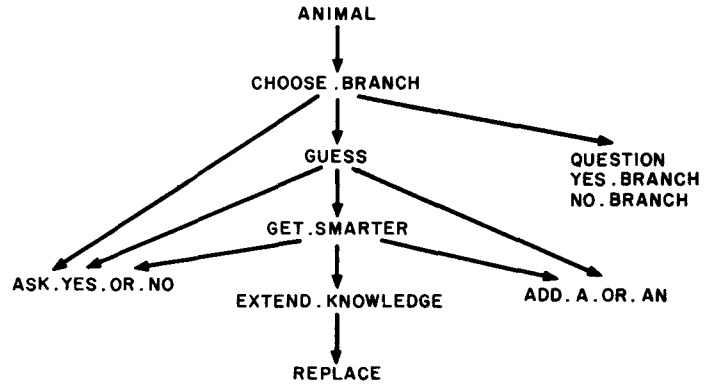 ANIMAL
CHOOSE.BRANCH
GUESS
QUESTION
YES.BRANCH
NO.BRANCH
GET.SMARTER
ASK.YES.OR.NO
EXTEND.KNOWLEDGE
ADD.A.OR.AN
REPLACE